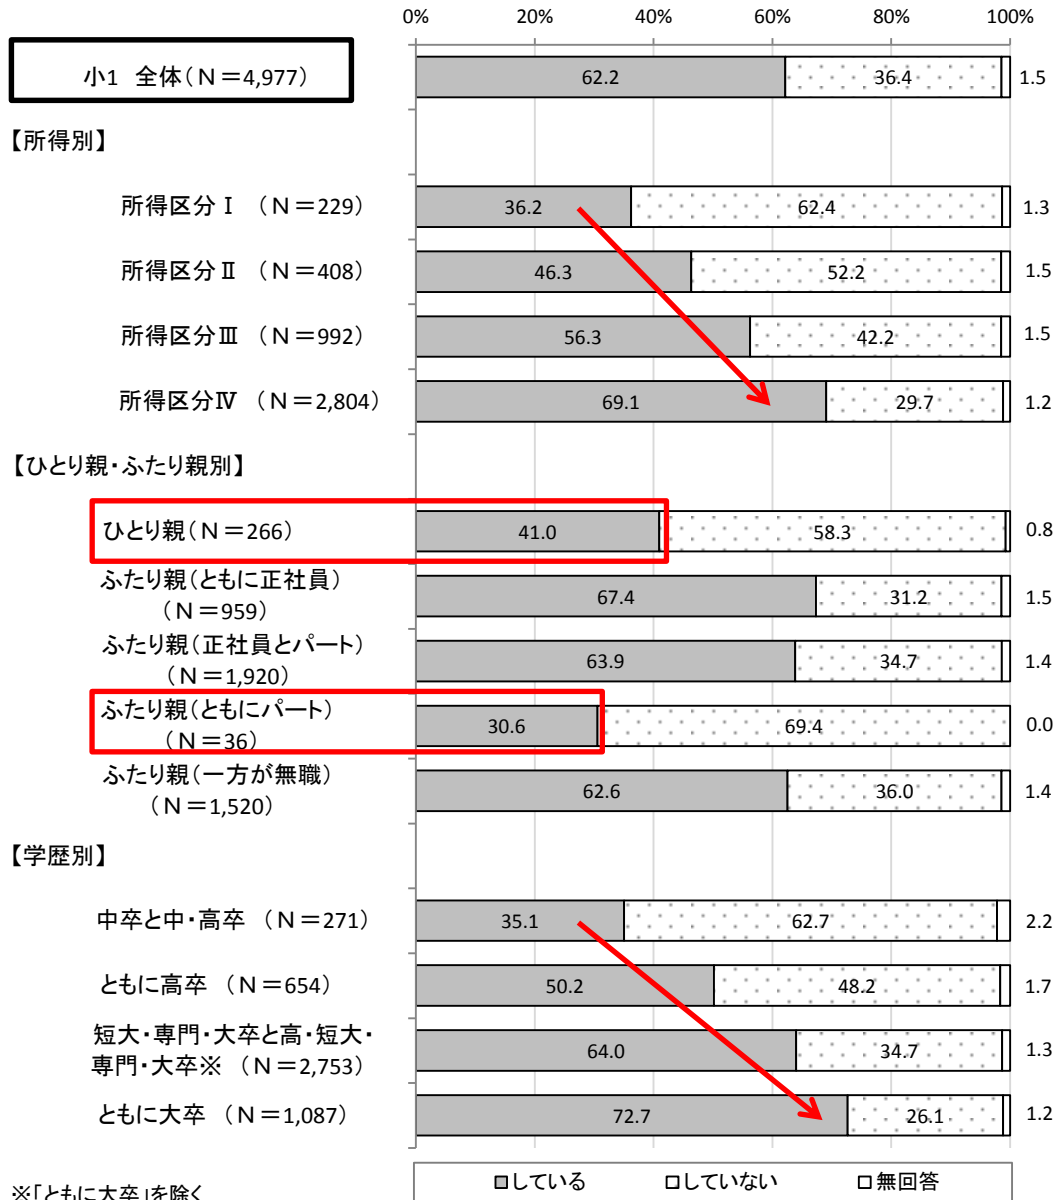 0% 20% 40% 60% 80% 100%
小1 全体(N=4,977) 62.2 36.4 1.5
【所得別】
所得区分Ⅰ (N=229) 36.2 62.4 1.3
所得区分Ⅱ (N=408) 46.3 52.2 1.5
所得区分Ⅲ (N=992) 56.3 42.2 1.5
所得区分Ⅳ (N=2,804) 69.1 29.7 1.2
【ひとり親・ふたり親別】
ひとり親(N=266) 41.0 58.3 0.8
ふたり親(ともに正社員)
(N=959) 67.4 31.2 1.5
ふたり親(正社員とパート)
(N=1,920) 63.9 34.7 1.4
ふたり親(ともにパート)
(N=36) 30.6 69.4 0.0
ふたり親(一方が無職)
(N=1,520) 62.6 36.0 1.4
【学歴別】
中卒と中・高卒 (N=271) 35.1 62.7 2.2
ともに高卒 (N=654) 50.2 48.2 1.7
短大・専門・大卒と高・短大・
専門・大卒※ (N=2,753) 64.0 34.7 1.3
ともに大卒 (N=1,087) 72.7 26.1 1.2
している していない 無回答
※「ともに大卒」を除く